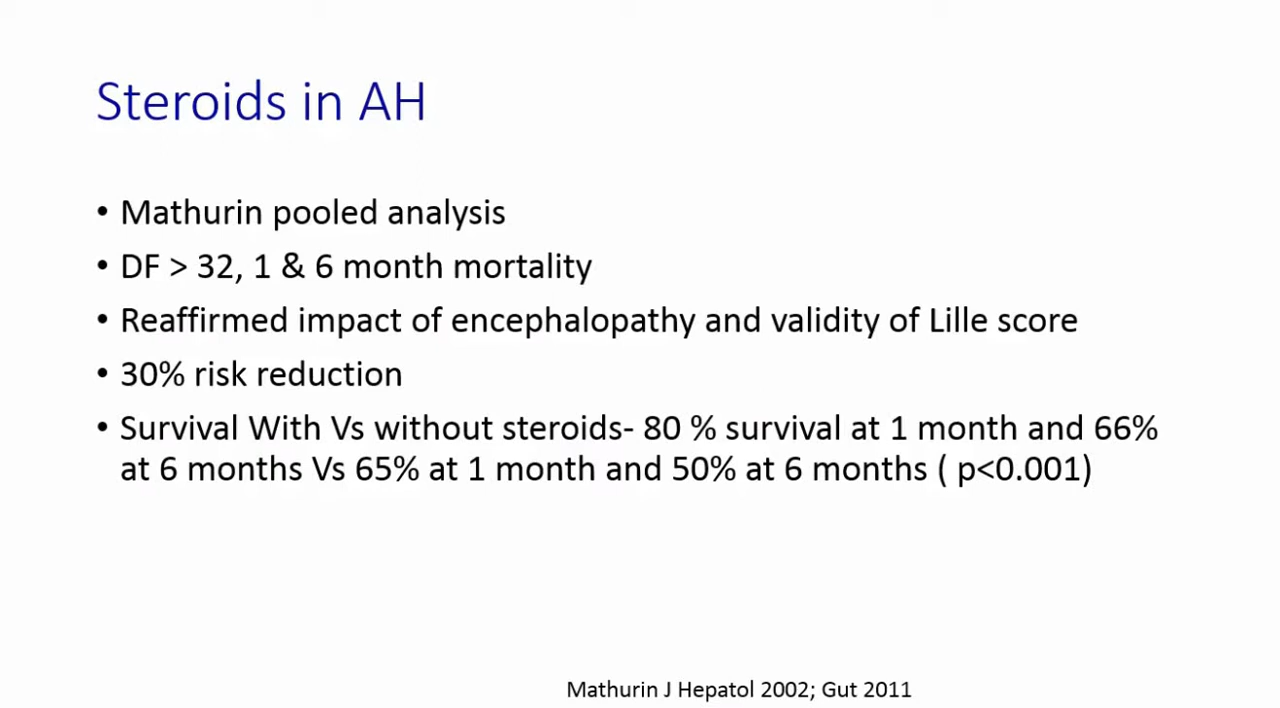 Steroids in AH
• Mathurin pooled analysis
• DF > 32, 1 & 6 month mortality
• Reaffirmed impact of encephalopathy and validity of Lille score
• 30% risk reduction
• Survival With Vs without steroids- 80 % survival at 1 month and 66%
at 6 months Vs 65% at 1 month and 50% at 6 months ( p<0.001)
Mathurin J Hepatol 2002; Gut 2011